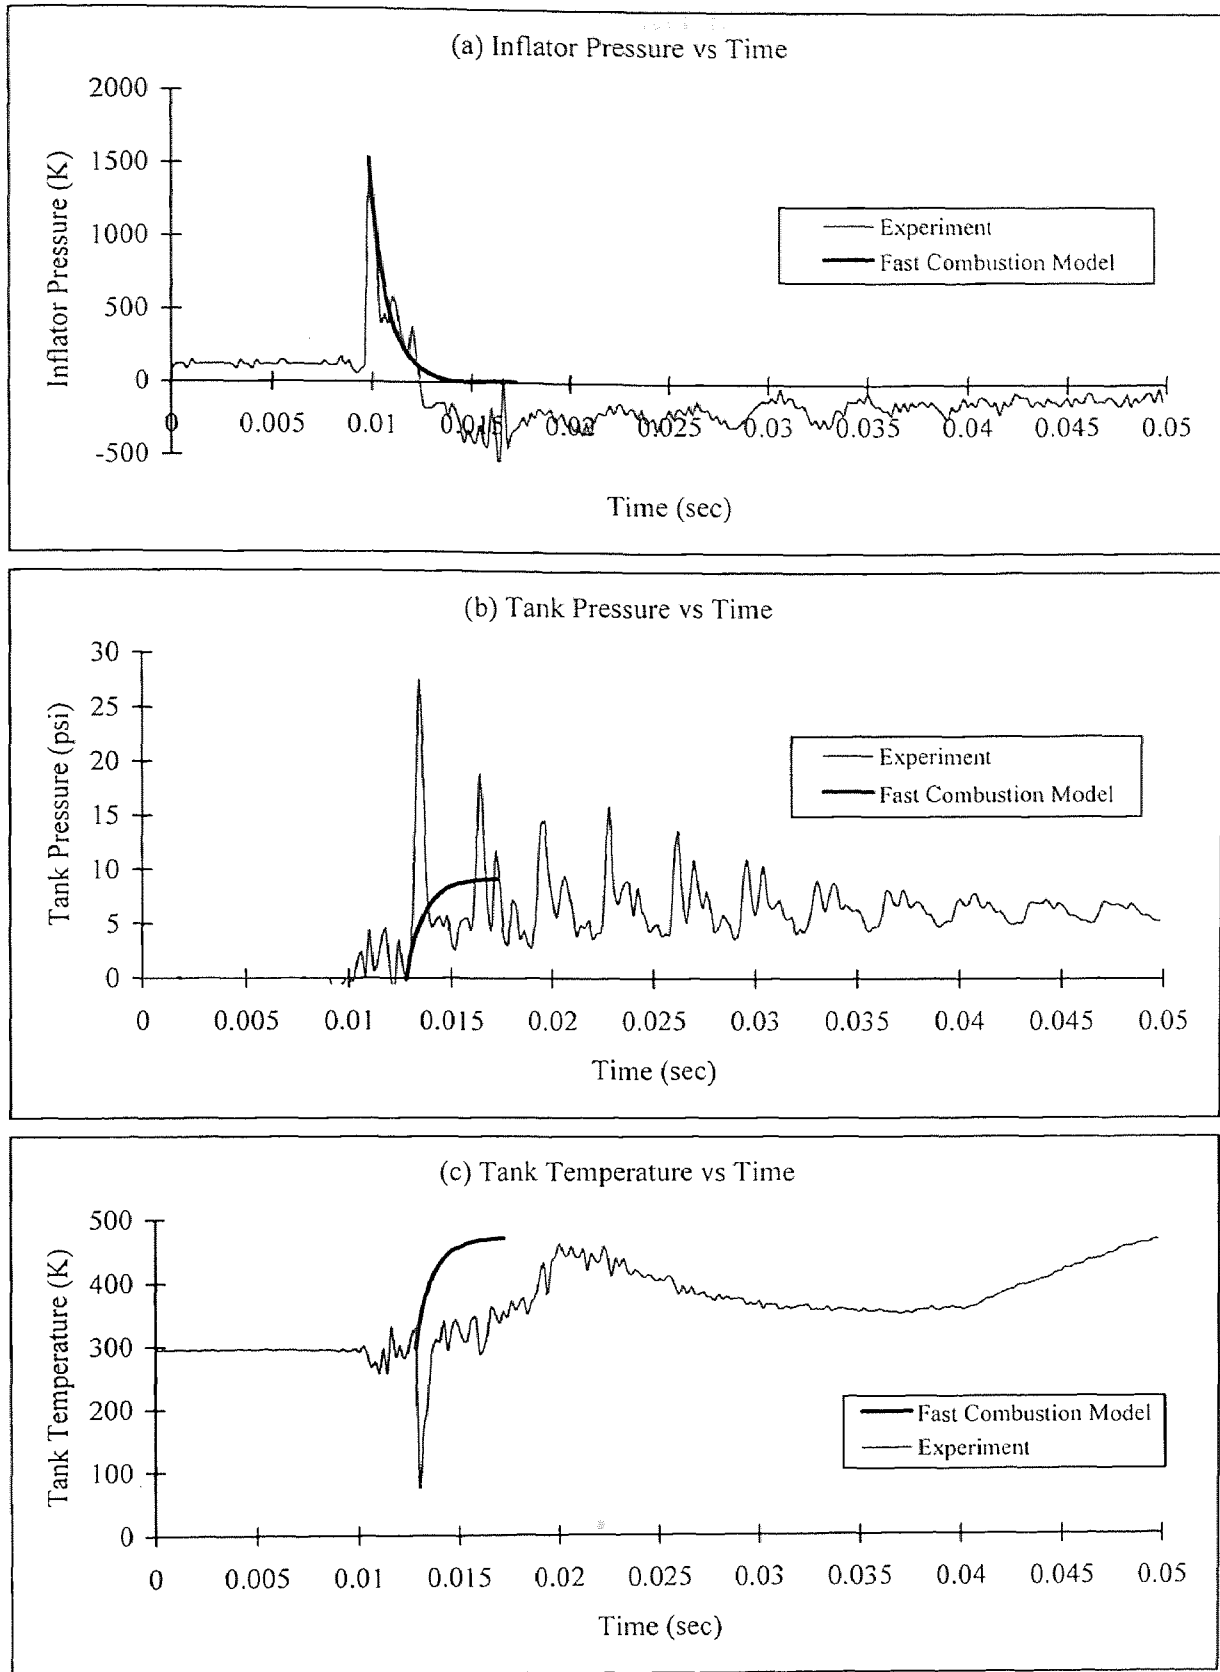 (a) Inflator Pressure vs Time
2000
1500
1000
500
0
-500
Inflator Pressure (K)
Experiment
Fast Combustion Model
0 0.005 0.01 0.015 0.02 0.025 0.03 0.035 0.04 0.045 0.05
Time (sec)
(b) Tank Pressure vs Time
30
25
20
15
10
5
0
Tank Pressure (psi)
Experiment
Fast Combustion Model
0 0.005 0.01 0.015 0.02 0.025 0.03 0.035 0.04 0.045 0.05
Time (sec)
(c) Tank Temperature vs Time
500
400
300
200
100
0
Tank Temperature (K)
Fast Combustion Model
Experiment
0 0.005 0.01 0.015 0.02 0.025 0.03 0.035 0.04 0.045 0.05
Time (sec)